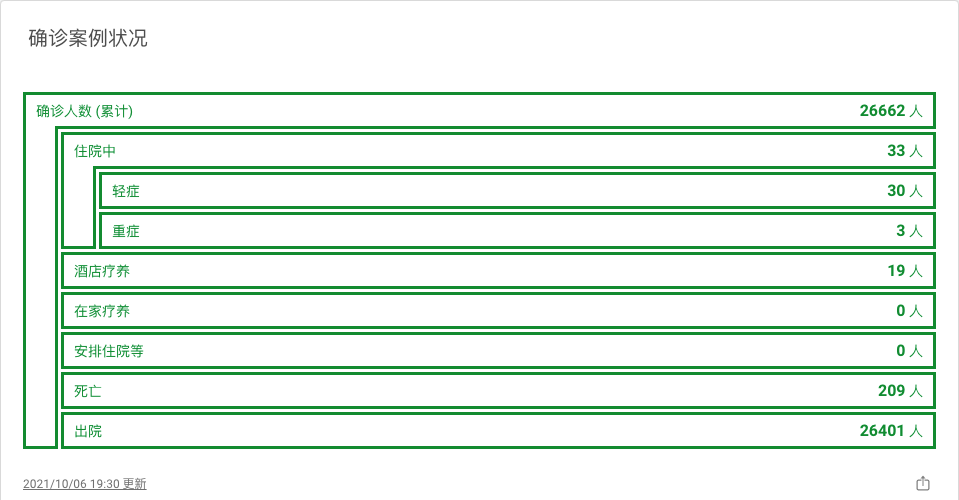 确诊案例状况
确诊人数 (累计) 26662 人
住院中 33 人
轻症 30 人
重症 3 人
酒店疗养 19 人
在家疗养 0 人
安排住院等 0 人
死亡 209 人
出院 26401 人
2021/10/06 19:30 更新